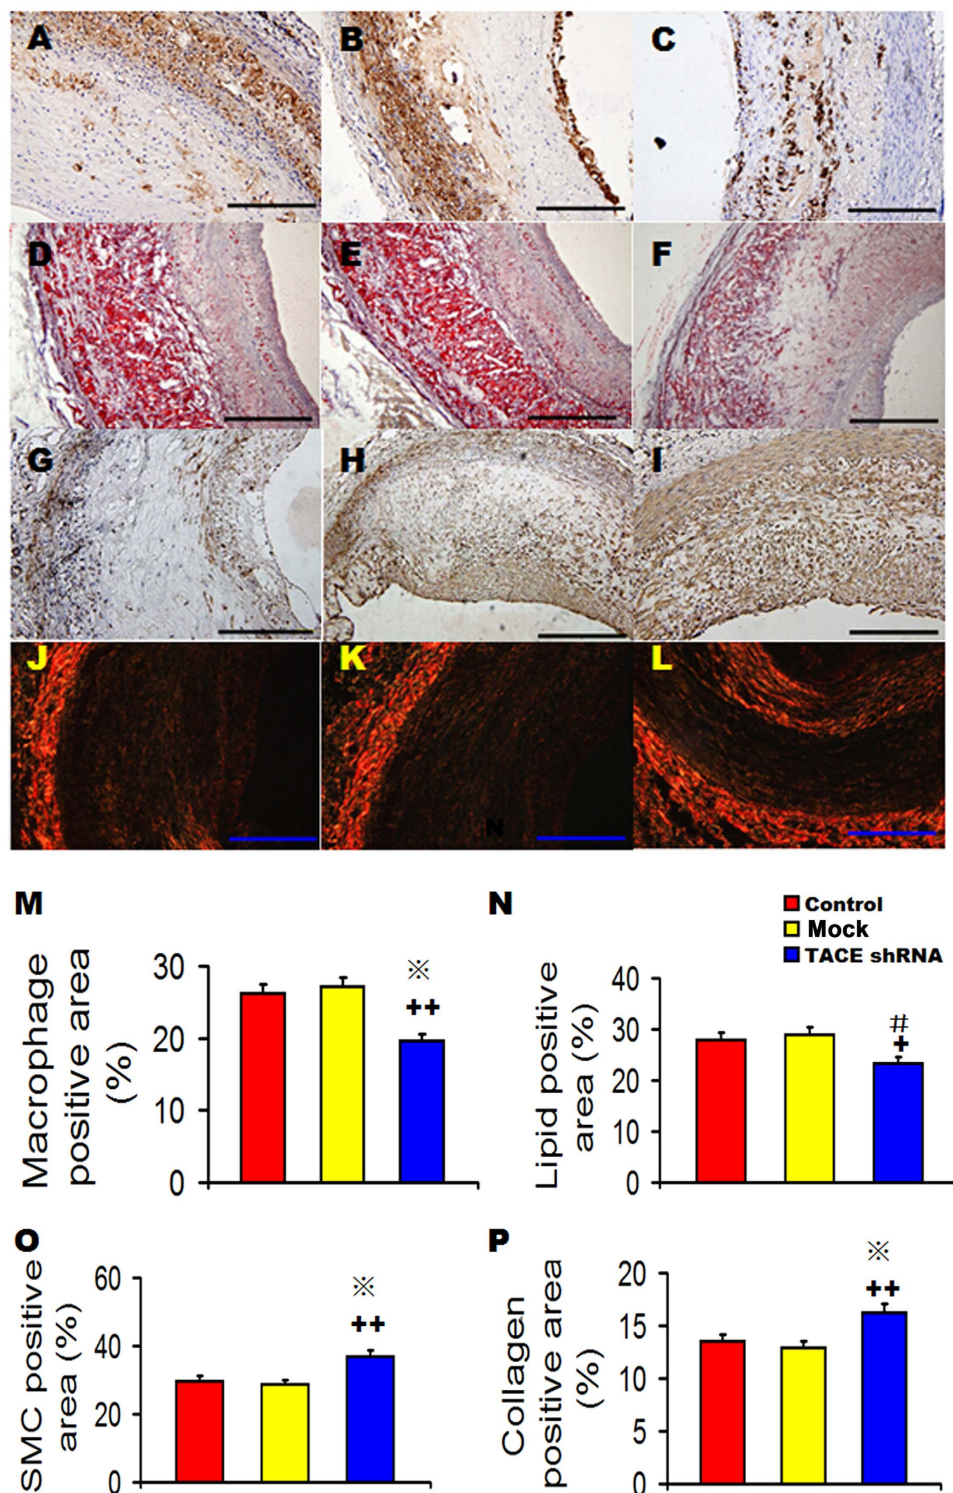 A B C
D E F
G H I
J K L
N
M
Macrophage
positive area
(%)
30
20
10
0
※
++
N
Control
Mock
TACE shRNA
Lipid positive
area (%)
40
30
20
10
0
#
+
O
SMC positive
area (%)
60
40
20
0
※
++
P
Collagen
positive area
(%)
20
15
10
5
0
※
++